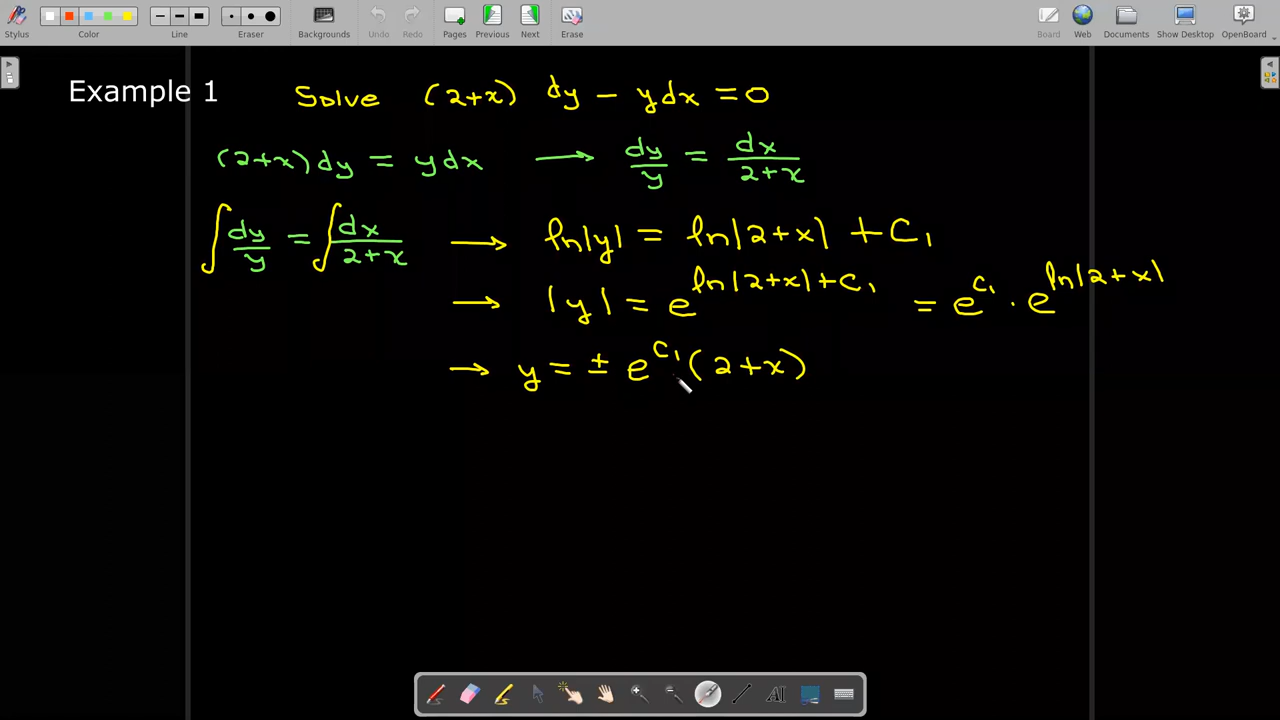 Stylus Color Line Eraser Backgrounds Undo Redo Pages Previous Next Erase Board Web Documents Show Desktop OpenBoard
Example 1 Solve (2+x) dy - ydx = 0
(2+x)dy = ydx → dy/y = dx/2+x
∫dy/y = ∫dx/2+x → ln|y| = ln|2+x| + C₁
→ |y| = e^ln|2+x|+C₁ = e^C₁ · e^ln|2+x|
→ y = ± e^C₁(2+x)
AI